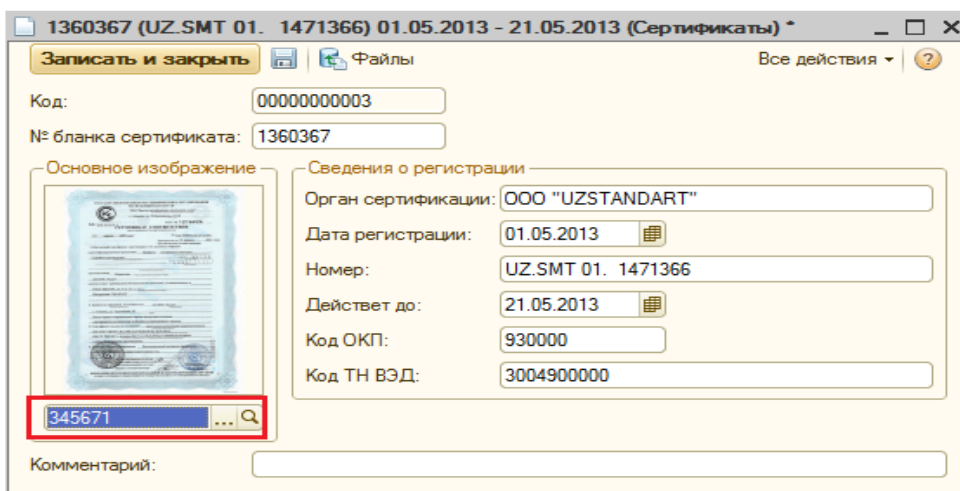 1360367 (UZ.SMT 01. 1471366) 01.05.2013 - 21.05.2013 (Сертификаты) *
Записать и закрыть Файлы Все действия ?
Код: 00000000003
№ бланка сертификата: 1360367
Основное изображение
Сведения о регистрации
Орган сертификации: ООО "UZSTANDART"
Дата регистрации: 01.05.2013
Номер: UZ.SMT 01. 1471366
Действет до: 21.05.2013
Код ОКП: 930000
Код ТН ВЭД: 3004900000
345671 ...
Комментарий: